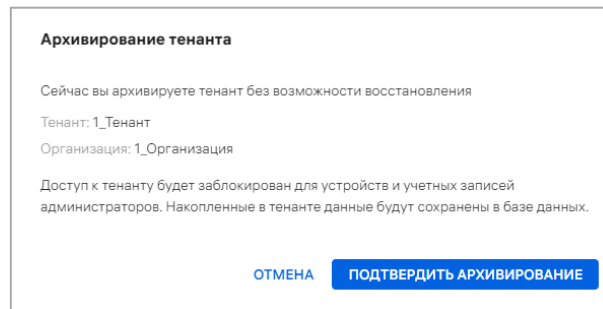 Архивирование тенанта
Сейчас вы архивируете тенант без возможности восстановления
Тенант: 1_Тенант
Организация: 1_Организация
Доступ к тенанту будет заблокирован для устройств и учетных записей
администраторов. Накопленные в тенанте данные будут сохранены в базе данных.
ОТМЕНА ПОДТВЕРДИТЬ АРХИВИРОВАНИЕ